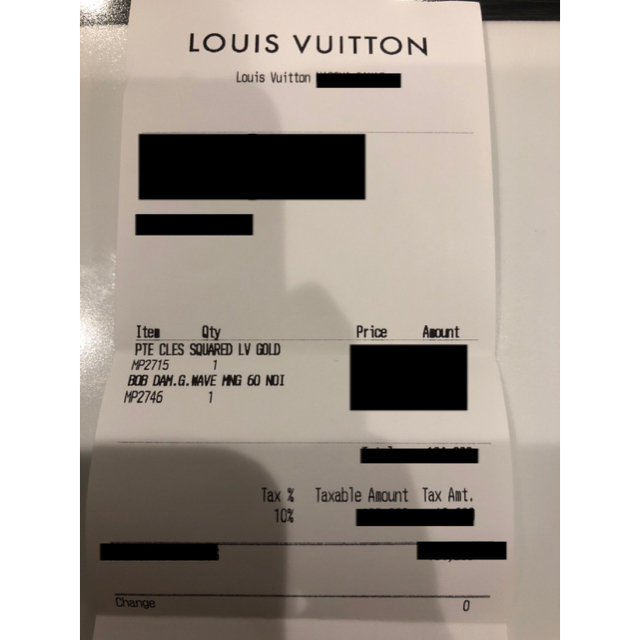 LOUIS VUITTON
Louis Vuitton
Item Qty Price Amount
PTE CLES SQUARED LV GOLD
MP2715 1
BOB DAM.G.WAVE MNG 60 NOI
MP2746 1
Tax % Taxable Amount Tax Amt.
10%
Change 0